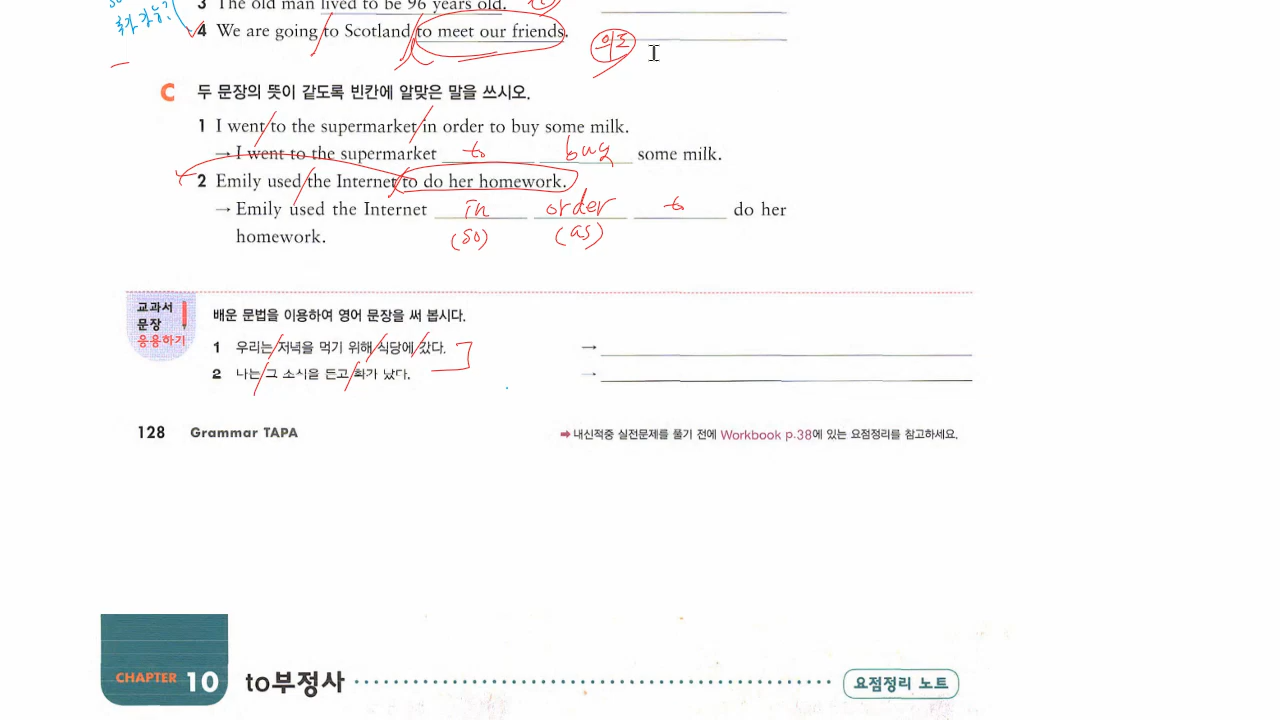 3 The old man lived to be 96 years old.
4 We are going to Scotland to meet our friends.
의도
C 두 문장의 뜻이 같도록 빈칸에 알맞은 말을 쓰시오.
1 I went to the supermarket in order to buy some milk.
→ I went to the supermarket to buy some milk.
2 Emily used the Internet to do her homework.
→ Emily used the Internet in order to do her
homework. (so) (as)
교과서
문장
응용하기
배운 문법을 이용하여 영어 문장을 써 봅시다.
1 우리는 저녁을 먹기 위해 식당에 갔다. →
2 나는 그 소식을 듣고 화가 났다. →
128 Grammar TAPA
➡ 내신적중 실전문제를 풀기 전에 Workbook p.38에 있는 요점정리를 참고하세요.
CHAPTER 10 to부정사 요점정리 노트